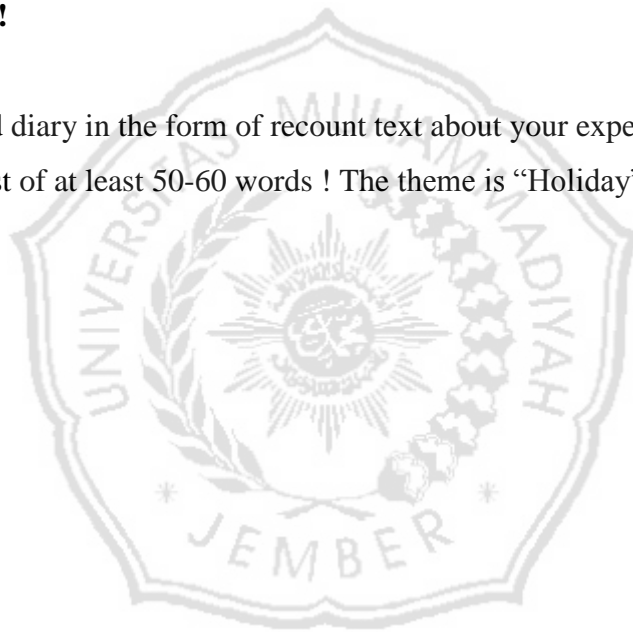 !
d diary in the form of recount text about your expe
st of at least 50-60 words ! The theme is “Holiday”
UNIVERSITAS MUHAMMADIYAH
JEMBER